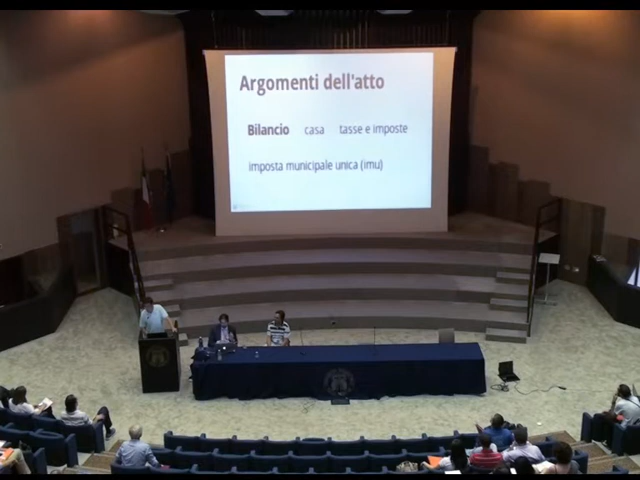 Argomenti dell'atto
Bilancio casa tasse e imposte
imposta municipale unica (imu)